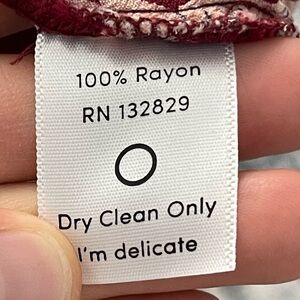 100% Rayon
RN 132829
Dry Clean Only
I'm delicate